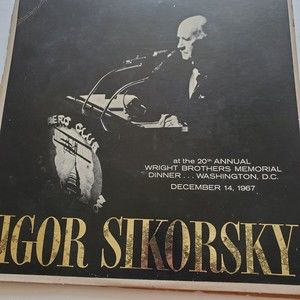 at the 20th ANNUAL
WRIGHT BROTHERS MEMORIAL
DINNER... WASHINGTON, D.C.
DECEMBER 14, 1967
IGOR SIKORSKY